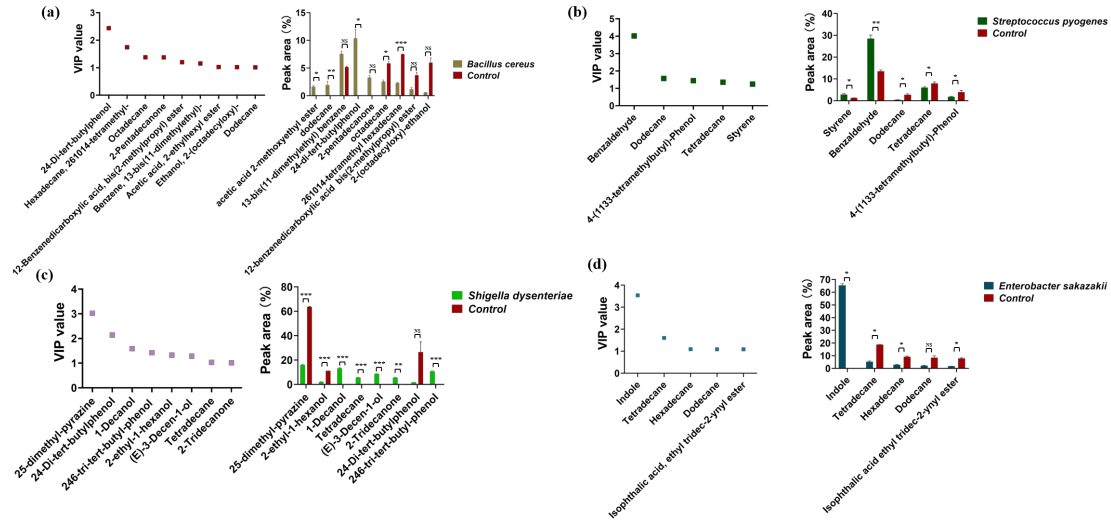 (a)
VIP value
3
2
1
0
24-Di-tert-butylphenol
Hexadecane, 261014-tetramethyl-
Octadecane
2-Pentadecanone
12-Benzenedicarboxylic acid, bis(2-methylpropyl) ester
Benzene, 13-bis(11-dimethylethyl)-
Acetic acid, 2-ethylhexyl ester
Ethanol, 2-(octadecyloxy)-
Dodecane
Peak area (%)
15
10
5
0
*
**
NS
*
NS
*
***
NS
NS
Bacillus cereus
Control
acetic acid 2-methoxyethyl ester
dodecane
13-bis(11-dimethylethyl) benzene
24-di-tert-butylphenol
2-pentadecanone
octadecane
261014-tetramethyl hexadecane
12-benzenedicarboxylic acid bis(2-methylpropyl) ester
2-(octadecyloxy)-ethanol
(b)
VIP value
5
4
3
2
1
0
Benzaldehyde
Dodecane
4-(1133-tetramethylbutyl)-Phenol
Tetradecane
Styrene
Peak area (%)
40
30
20
10
0
*
**
*
*
*
Streptococcus pyogenes
Control
Styrene
Benzaldehyde
Dodecane
Tetradecane
4-(1133-tetramethylbutyl)-Phenol
(c)
VIP value
4
3
2
1
0
25-dimethyl-pyrazine
24-Di-tert-butylphenol
1-Decanol
246-tri-tert-butyl-phenol
2-ethyl-1-hexanol
(E)-3-Decen-1-ol
Tetradecane
2-Tridecanone
Peak area (%)
80
60
40
20
0
***
***
***
***
***
**
NS
**
Shigella dysenteriae
Control
25-dimethyl-pyrazine
2-ethyl-1-hexanol
1-Decanol
Tetradecane
(E)-3-Decen-1-ol
2-Tridecanone
24-Di-tert-butylphenol
246-tri-tert-butyl-phenol
(d)
VIP value
4
3
2
1
0
Indole
Tetradecane
Hexadecane
Dodecane
Isophthalic acid, ethyl tridec-2-ynyl ester
Peak area (%)
80
70
60
50
40
30
20
10
0
*
*
*
NS
*
Enterobacter sakazakii
Control
Indole
Tetradecane
Hexadecane
Dodecane
Isophthalic acid ethyl tridec-2-ynyl ester